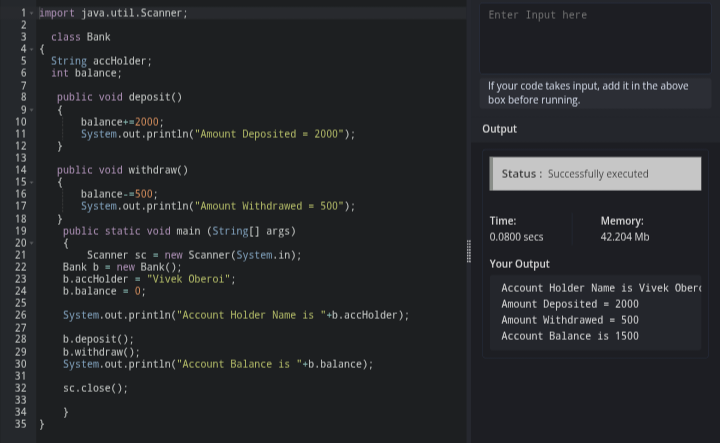 1 import java.util.Scanner;
2
3 class Bank
4 {
5 String accHolder;
6 int balance;
7
8 public void deposit()
9 {
10 balance+=2000;
11 System.out.println("Amount Deposited = 2000");
12 }
13
14 public void withdraw()
15 {
16 balance-=500;
17 System.out.println("Amount Withdrawed = 500");
18 }
19 public static void main (String[] args)
20 {
21 Scanner sc = new Scanner(System.in);
22 Bank b = new Bank();
23 b.accHolder = "Vivek Oberoi";
24 b.balance = 0;
25
26 System.out.println("Account Holder Name is "+b.accHolder);
27
28 b.deposit();
29 b.withdraw();
30 System.out.println("Account Balance is "+b.balance);
31
32 sc.close();
33
34 }
35 }
Enter Input here
If your code takes input, add it in the above
box before running.
Output
Status : Successfully executed
Time: Memory:
0.0800 secs 42.204 Mb
Your Output
Account Holder Name is Vivek Obero
Amount Deposited = 2000
Amount Withdrawed = 500
Account Balance is 1500